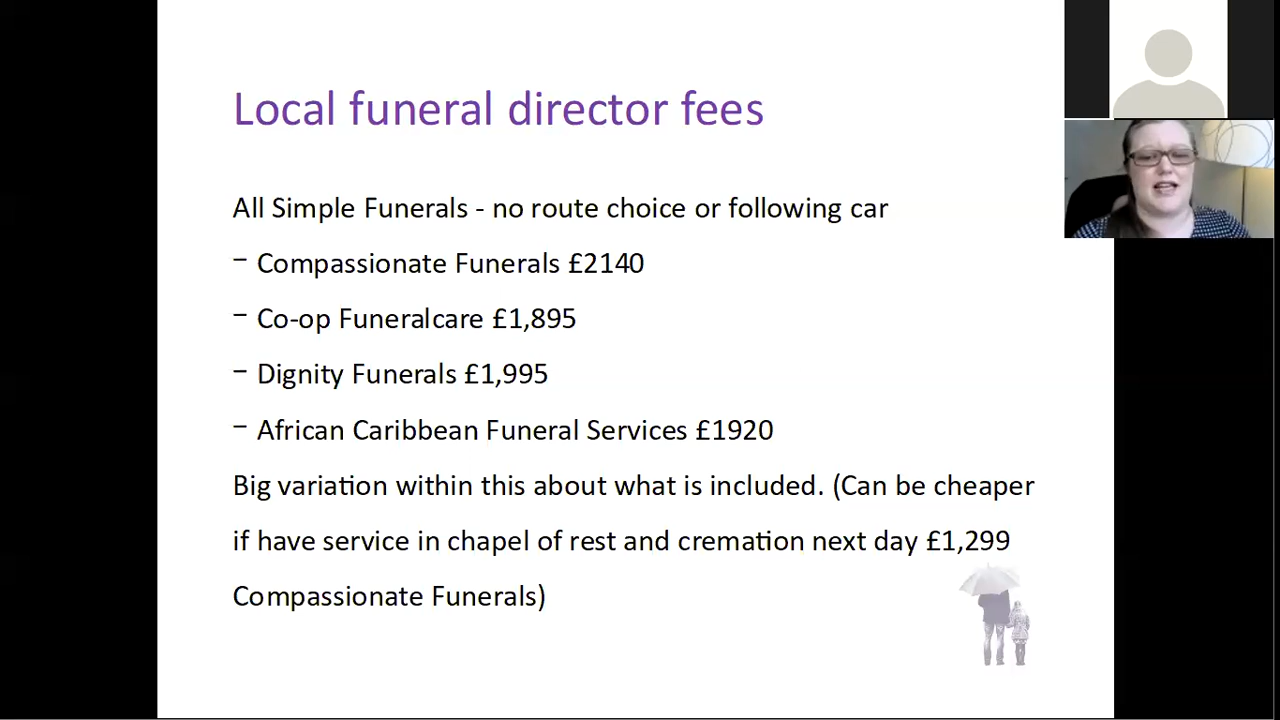 Local funeral director fees
All Simple Funerals - no route choice or following car
– Compassionate Funerals £2140
– Co-op Funeralcare £1,895
– Dignity Funerals £1,995
– African Caribbean Funeral Services £1920
Big variation within this about what is included. (Can be cheaper
if have service in chapel of rest and cremation next day £1,299
Compassionate Funerals)